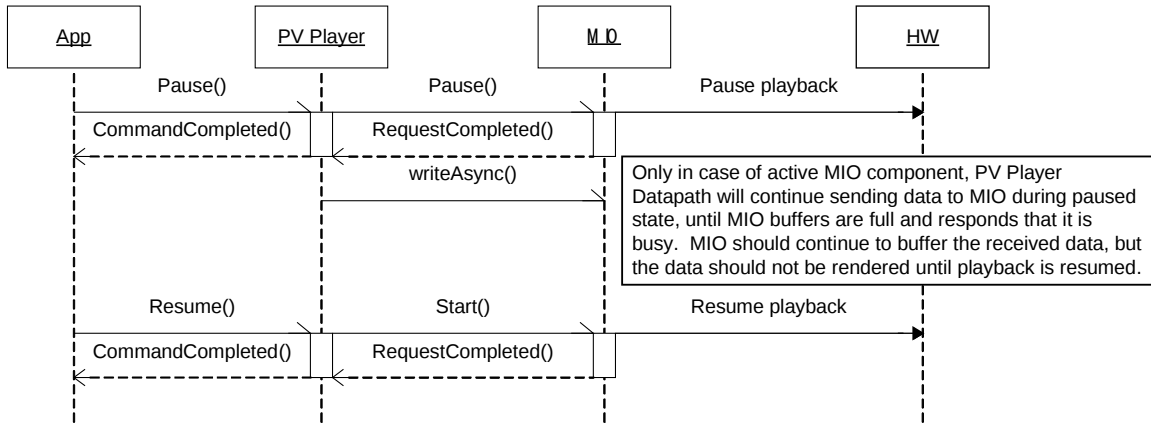 App
PV Player
MIO
HW
Pause()
Pause()
Pause playback
CommandCompleted()
RequestCompleted()
writeAsync()
Only in case of active MIO component, PV Player
Datapath will continue sending data to MIO during paused
state, until MIO buffers are full and responds that it is
busy. MIO should continue to buffer the received data, but
the data should not be rendered until playback is resumed.
Resume()
Start()
Resume playback
CommandCompleted()
RequestCompleted()